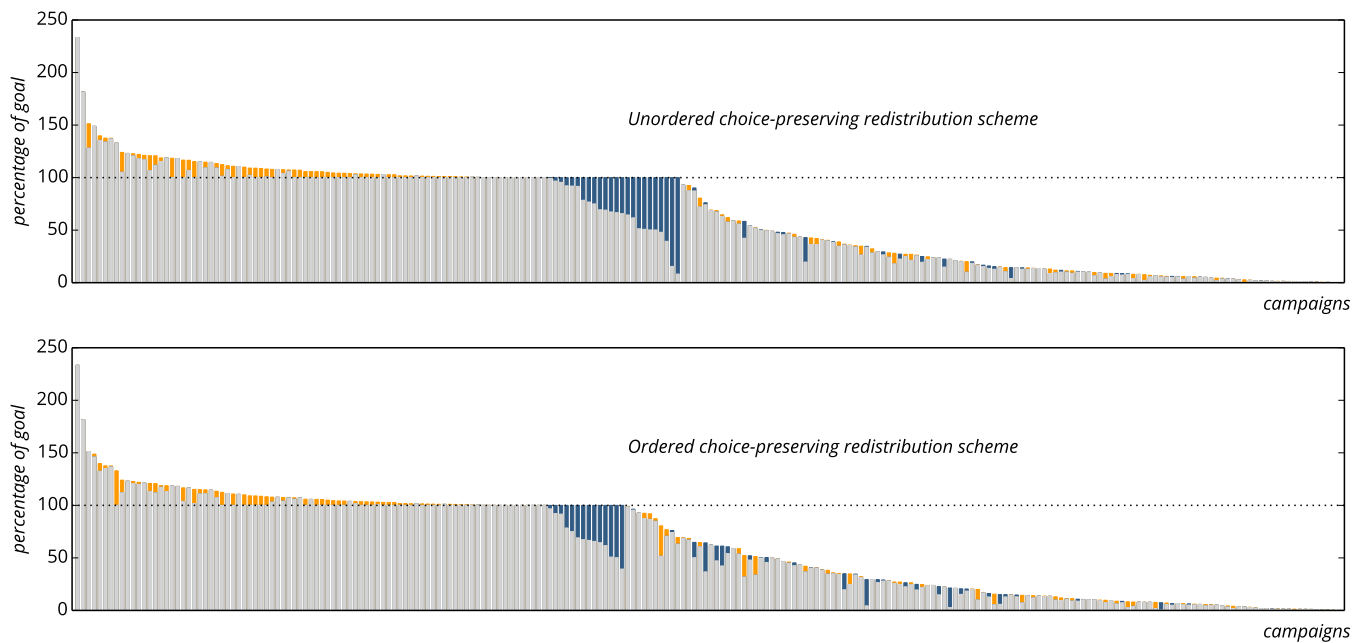 250
200
150
100
50
0
percentage of goal
Unordered choice-preserving redistribution scheme
campaigns
250
200
150
100
50
0
percentage of goal
Ordered choice-preserving redistribution scheme
campaigns